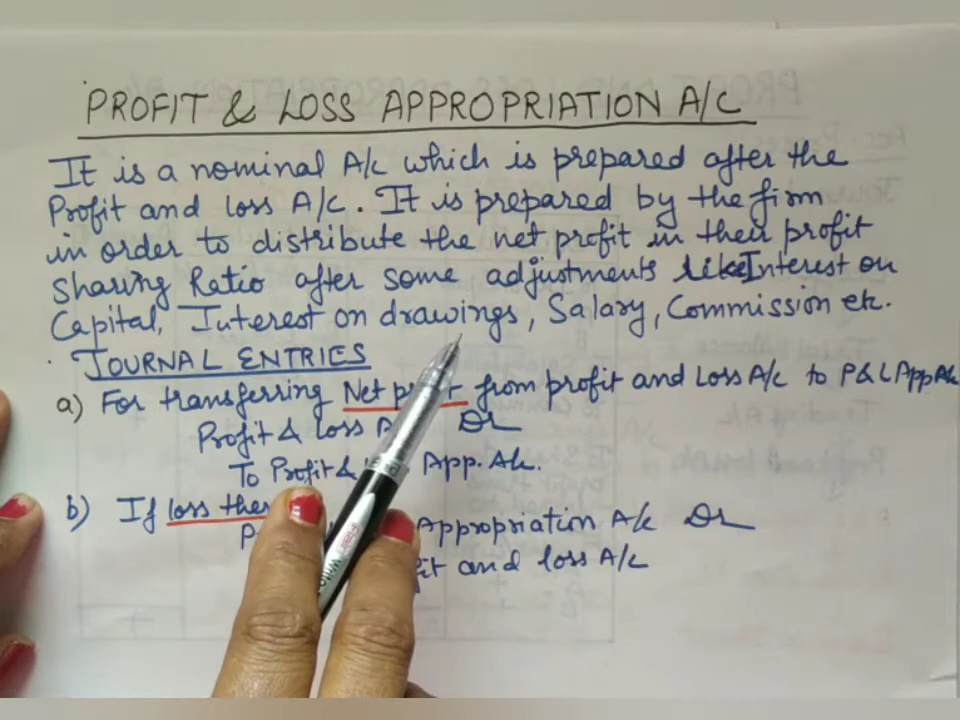 PROFIT & LOSS APPROPRIATION A/C
It is a nominal A/c which is prepared after the
Profit and loss A/c. It is prepared by the firm
in order to distribute the net profit in their profit
sharing Ratio after some adjustments like Interest on
Capital, Interest on drawings, Salary, Commission etc.
JOURNAL ENTRIES
a) For transferring Net from profit and Loss A/c to P&L App A/c
Profit & loss Dr
To Profit & App. A/c.
b) If loss
Appropriation A/c Dr
and loss A/c